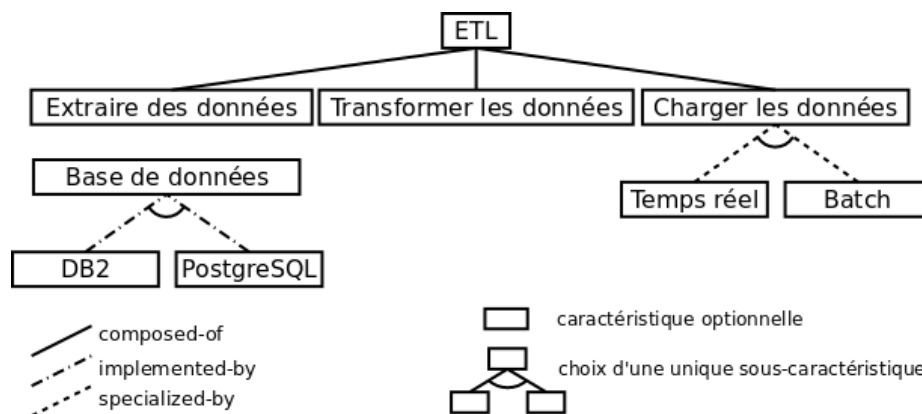 ETL
Extraire des données
Transformer les données
Charger les données
Base de données
Temps réel
Batch
DB2
PostgreSQL
composed-of
implemented-by
specialized-by
caractéristique optionnelle
choix d'une unique sous-caractéristique